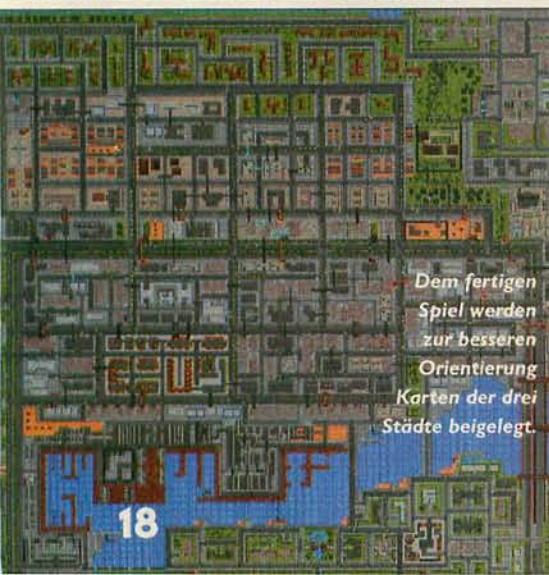 Dem fertigen
Spiel werden
zur besseren
Orientierung
Karten der drei
Städte beigelegt.
18